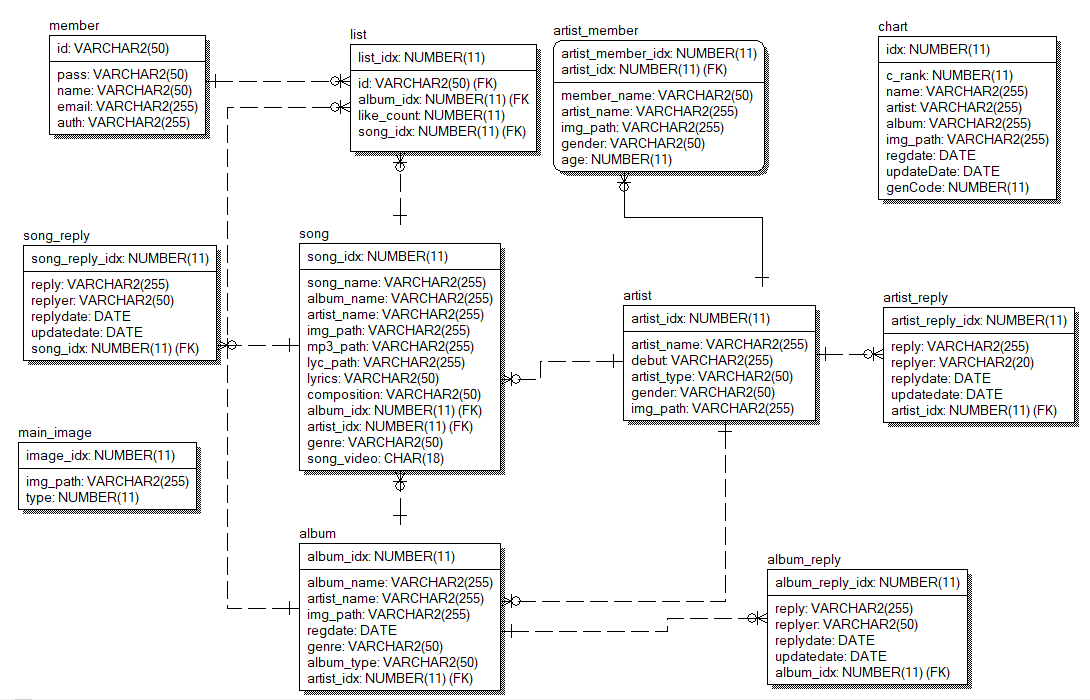 member
id: VARCHAR2(50)
pass: VARCHAR2(50)
name: VARCHAR2(50)
email: VARCHAR2(255)
auth: VARCHAR2(255)
list
list_idx: NUMBER(11)
id: VARCHAR2(50) (FK)
album_idx: NUMBER(11) (FK
like_count: NUMBER(11)
song_idx: NUMBER(11) (FK)
artist_member
artist_member_idx: NUMBER(11)
artist_idx: NUMBER(11) (FK)
member_name: VARCHAR2(50)
artist_name: VARCHAR2(255)
img_path: VARCHAR2(255)
gender: VARCHAR2(50)
age: NUMBER(11)
chart
idx: NUMBER(11)
c_rank: NUMBER(11)
name: VARCHAR2(255)
artist: VARCHAR2(255)
album: VARCHAR2(255)
img_path: VARCHAR2(255)
regdate: DATE
updateDate: DATE
genCode: NUMBER(11)
song_reply
song_reply_idx: NUMBER(11)
reply: VARCHAR2(255)
replyer: VARCHAR2(50)
replydate: DATE
updatedate: DATE
song_idx: NUMBER(11) (FK)
song
song_idx: NUMBER(11)
song_name: VARCHAR2(255)
album_name: VARCHAR2(255)
artist_name: VARCHAR2(255)
img_path: VARCHAR2(255)
mp3_path: VARCHAR2(255)
lyc_path: VARCHAR2(255)
lyrics: VARCHAR2(50)
composition: VARCHAR2(50)
album_idx: NUMBER(11) (FK)
artist_idx: NUMBER(11) (FK)
genre: VARCHAR2(50)
song_video: CHAR(18)
artist
artist_idx: NUMBER(11)
artist_name: VARCHAR2(255)
debut: VARCHAR2(255)
artist_type: VARCHAR2(50)
gender: VARCHAR2(50)
img_path: VARCHAR2(255)
artist_reply
artist_reply_idx: NUMBER(11)
reply: VARCHAR2(255)
replyer: VARCHAR2(20)
replydate: DATE
updatedate: DATE
artist_idx: NUMBER(11) (FK)
main_image
image_idx: NUMBER(11)
img_path: VARCHAR2(255)
type: NUMBER(11)
album
album_idx: NUMBER(11)
album_name: VARCHAR2(255)
artist_name: VARCHAR2(255)
img_path: VARCHAR2(255)
regdate: DATE
genre: VARCHAR2(50)
album_type: VARCHAR2(50)
artist_idx: NUMBER(11) (FK)
album_reply
album_reply_idx: NUMBER(11)
reply: VARCHAR2(255)
replyer: VARCHAR2(50)
replydate: DATE
updatedate: DATE
album_idx: NUMBER(11) (FK)